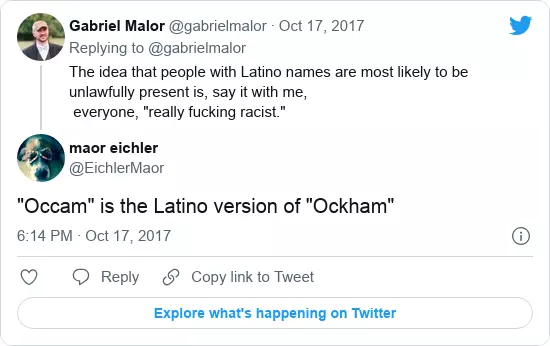 Gabriel Malor @gabrielmalor · Oct 17, 2017
Replying to @gabrielmalor
The idea that people with Latino names are most likely to be
unlawfully present is, say it with me,
everyone, "really fucking racist."
maor eichler
@EichlerMaor
"Occam" is the Latino version of "Ockham"
6:14 PM · Oct 17, 2017
Reply
Copy link to Tweet
Explore what's happening on Twitter